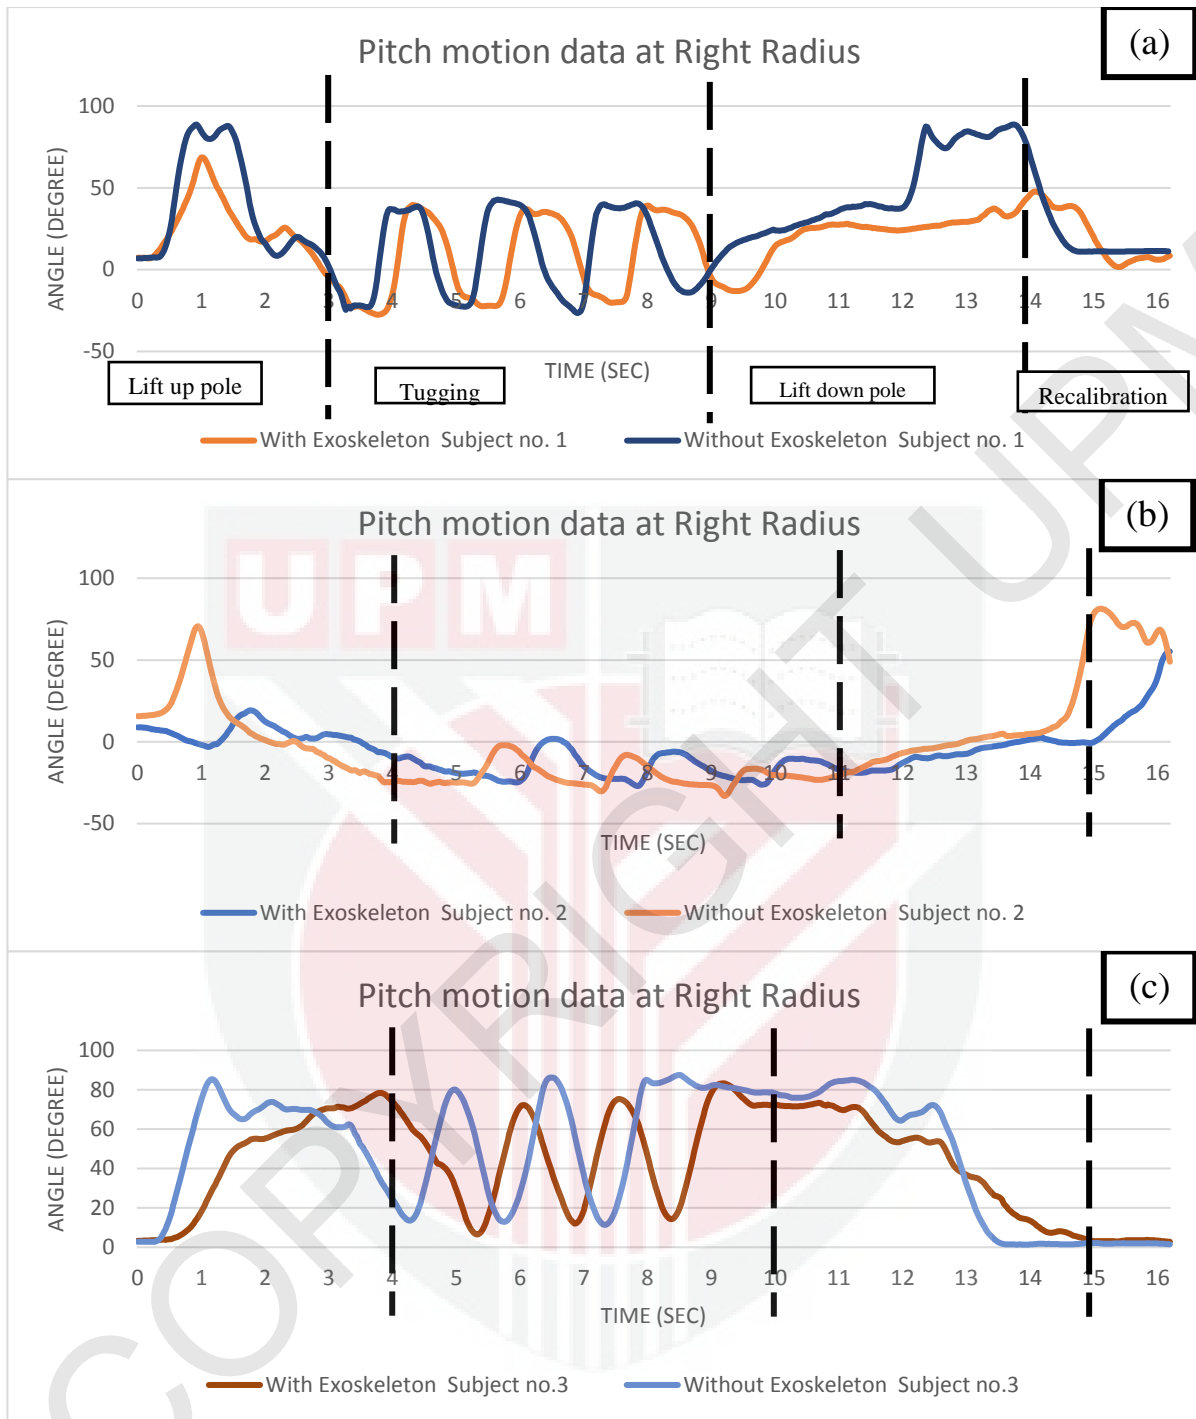 (a)
Pitch motion data at Right Radius
100
50
0
-50
ANGLE (DEGREE)
0 1 2 3 4 5 6 7 8 9 10 11 12 13 14 15 16
TIME (SEC)
Lift up pole
Tugging
Lift down pole
Recalibration
With Exoskeleton Subject no. 1
Without Exoskeleton Subject no. 1
(b)
Pitch motion data at Right Radius
100
50
0
-50
ANGLE (DEGREE)
0 1 2 3 4 5 6 7 8 9 10 11 12 13 14 15 16
TIME (SEC)
With Exoskeleton Subject no. 2
Without Exoskeleton Subject no. 2
(c)
Pitch motion data at Right Radius
100
80
60
40
20
0
ANGLE (DEGREE)
0 1 2 3 4 5 6 7 8 9 10 11 12 13 14 15 16
TIME (SEC)
With Exoskeleton Subject no.3
Without Exoskeleton Subject no.3
UPM
COPYRIGHT UPM